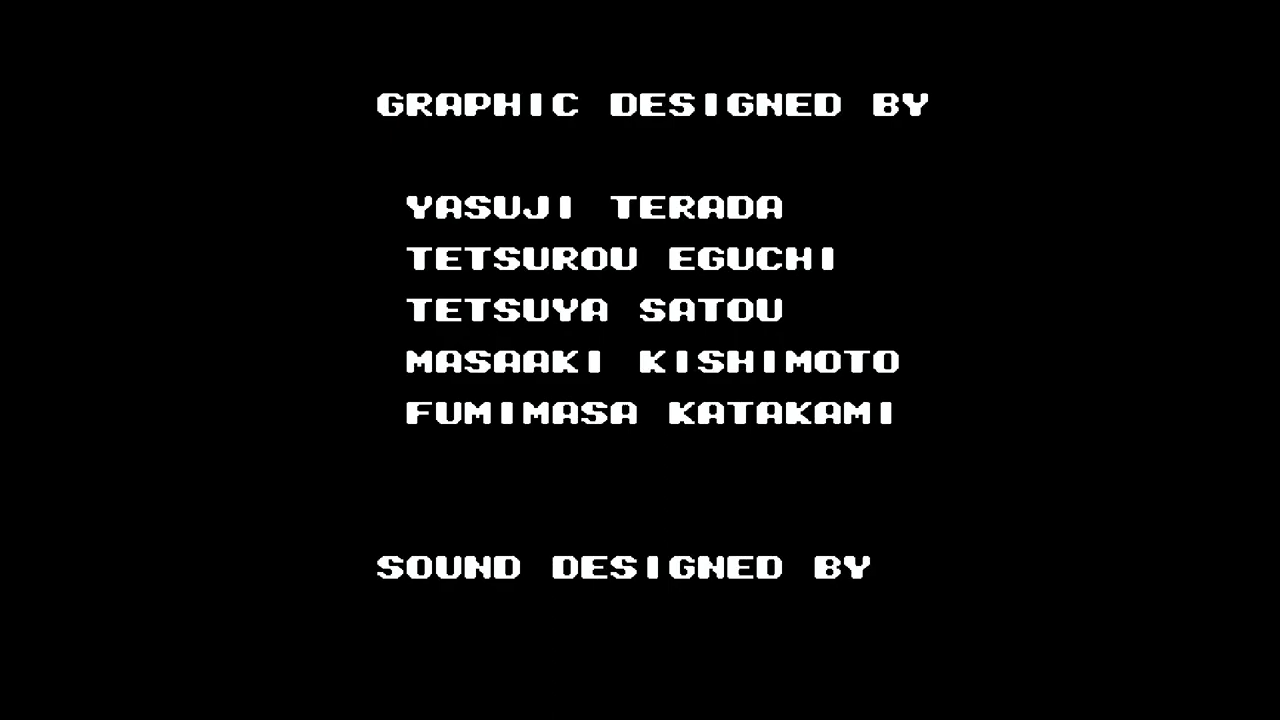 GRAPHIC DESIGNED BY
YASUJI TERADA
TETSUROU EGUCHI
TETSUYA SATOU
MASAAKI KISHIMOTO
FUMIMASA KATAKAMI
SOUND DESIGNED BY